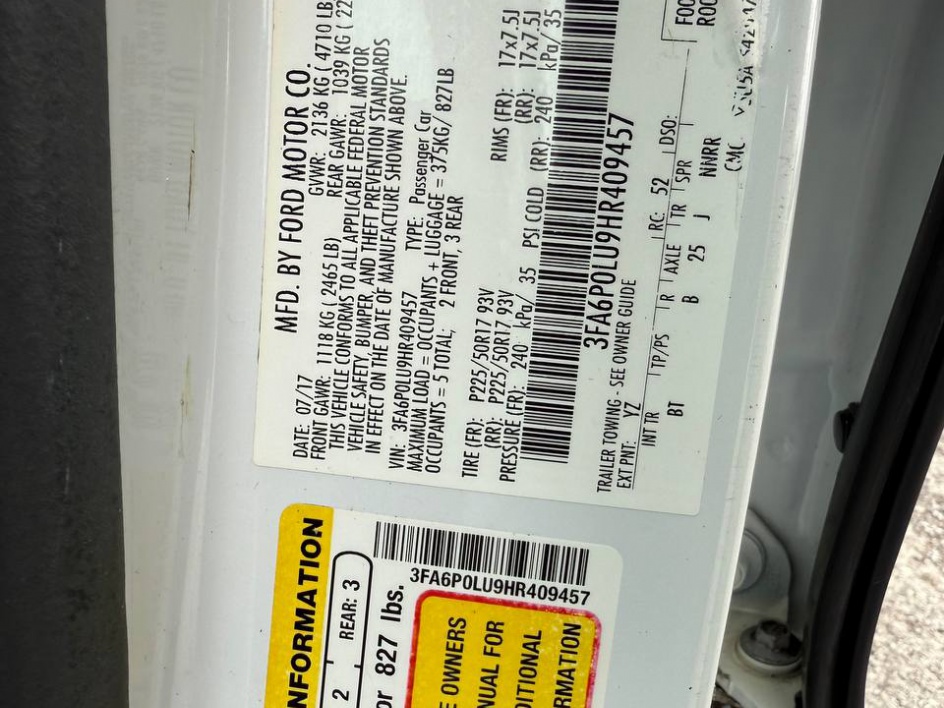 MFD. BY FORD MOTOR CO.
DATE: 07/17 GVWR: 2136 KG ( 4710 LB
FRONT GAWR: 1118 KG ( 2465 LB) REAR GAWR: 1039 KG ( 22
THIS VEHICLE CONFORMS TO ALL APPLICABLE FEDERAL MOTOR
VEHICLE SAFETY, BUMPER, AND THEFT PREVENTION STANDARDS
IN EFFECT ON THE DATE OF MANUFACTURE SHOWN ABOVE.
VIN: 3FA6P0LU9HR409457 TYPE: Passenger Car
MAXIMUM LOAD = OCCUPANTS + LUGGAGE = 375KG/ 827LB
OCCUPANTS = 5 TOTAL; 2 FRONT, 3 REAR
TIRE (FR): P225/50R17 93V RIMS (FR): 17x7.5J
(RR): P225/50R17 93V (RR): 17x7.5J
PRESSURE (FR): 240 kPa/ 35 PSI COLD (RR): 240 kPa/ 35
3FA6P0LU9HR409457
TRAILER TOWING - SEE OWNER GUIDE
EXT PNT: YZ RC: 52 DSO:
INT TR TP/PS R AXLE TR SPR
BT B 25 J NNRR
CMC
FOO
ROC
NFORMATION
2 REAR: 3
or 827 lbs.
3FA6P0LU9HR409457
E OWNERS
NUAL FOR
DITIONAL
RMATION